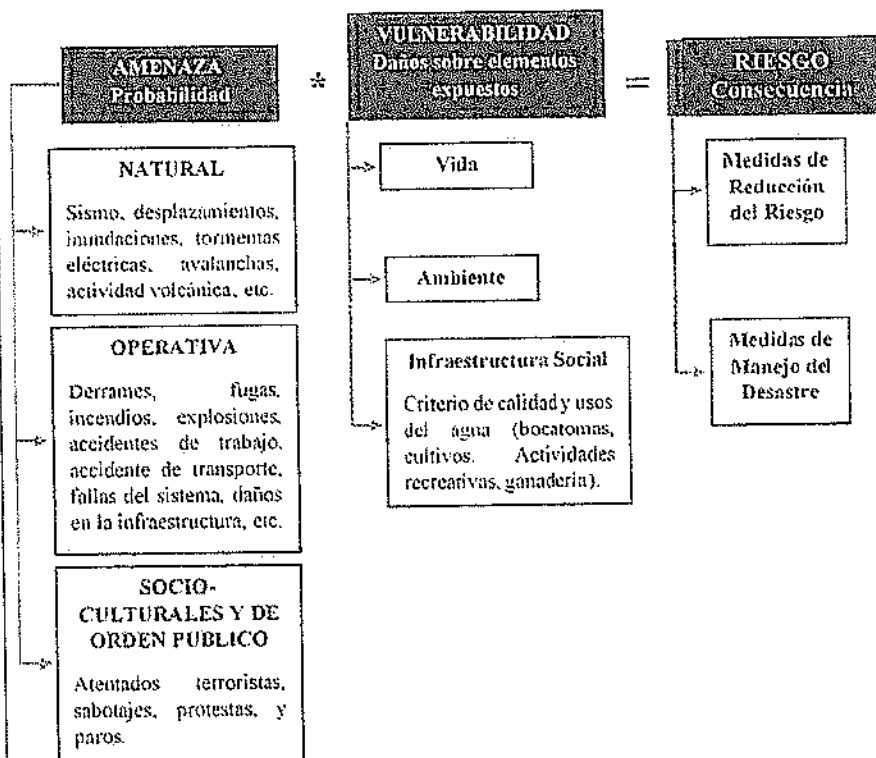 AMENAZA
Probabilidad
*
VULNERABILIDAD
Daños sobre elementos
expuestos
=
RIESGO
Consecuencia
NATURAL
Sismo, desplazamientos,
inundaciones, tormentas
eléctricas, avalanchas,
actividad volcánica, etc.
OPERATIVA
Derrames, fugas,
incendios, explosiones,
accidentes de trabajo,
accidente de transporte,
fallas del sistema, daños
en la infraestructura, etc.
SOCIO-
CULTURALES Y DE
ORDEN PUBLICO
Atentados terroristas,
sabotajes, protestas, y
paros.
Vida
Ambiente
Infraestructura Social
Criterio de calidad y usos
del agua (bocatomas,
cultivos. Actividades
recreativas, ganadería).
Medidas de
Reducción
del Riesgo
Medidas de
Manejo del
Desastre